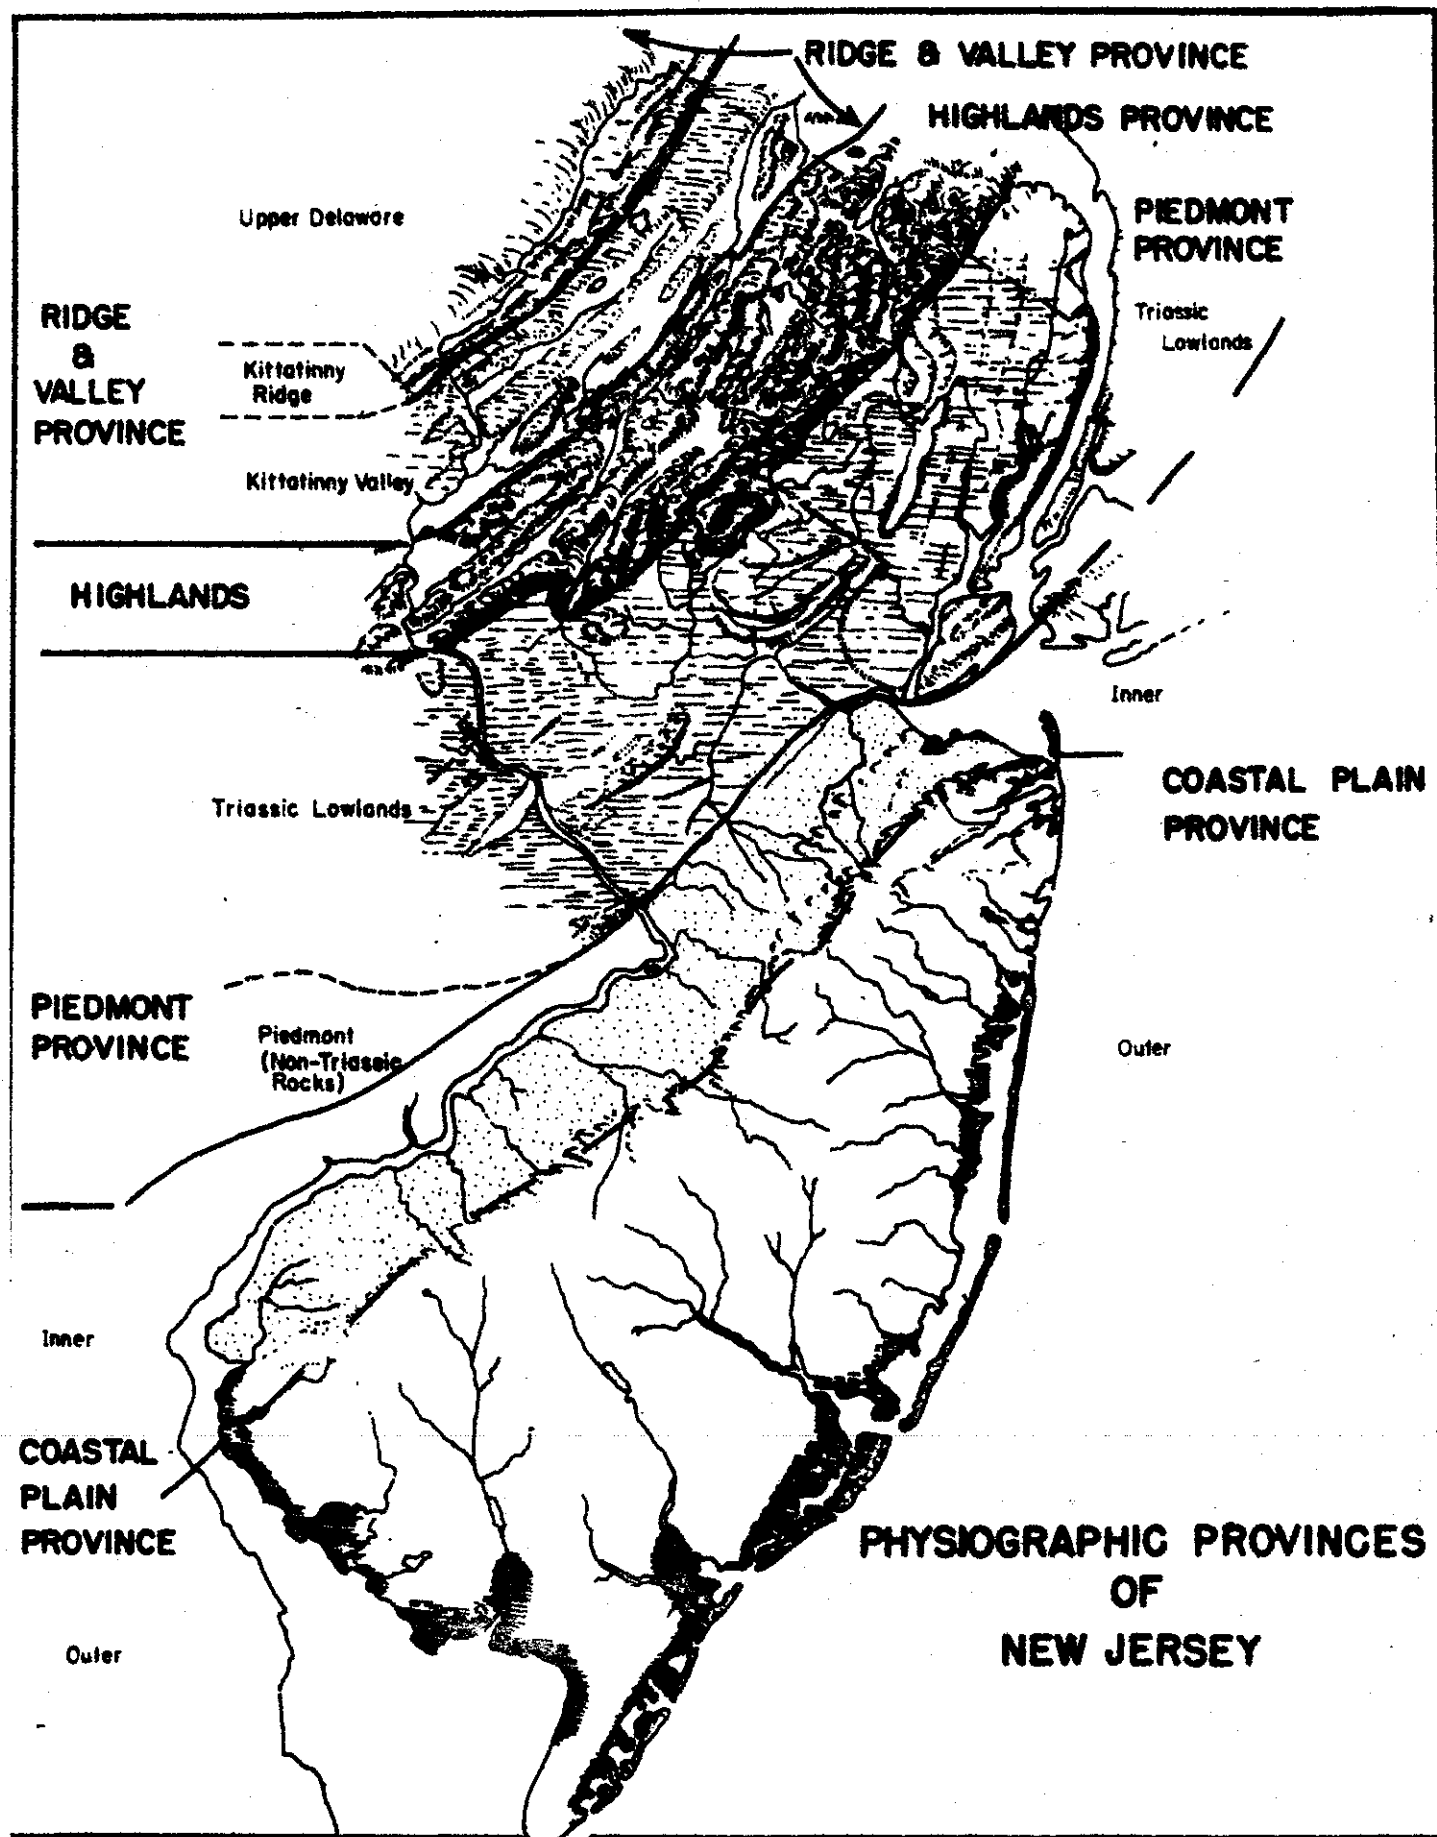 RIDGE & VALLEY PROVINCE
HIGHLANDS PROVINCE
PIEDMONT
PROVINCE
Upper Delaware
Triassic
Lowlands
RIDGE
&
VALLEY
PROVINCE
Kittatinny
Ridge
Kittatinny Valley
HIGHLANDS
Inner
COASTAL PLAIN
PROVINCE
Triassic Lowlands
PIEDMONT
PROVINCE
Piedmont
(Non-Triassic
Rocks)
Outer
Inner
COASTAL
PLAIN
PROVINCE
Outer
PHYSIOGRAPHIC PROVINCES
OF
NEW JERSEY